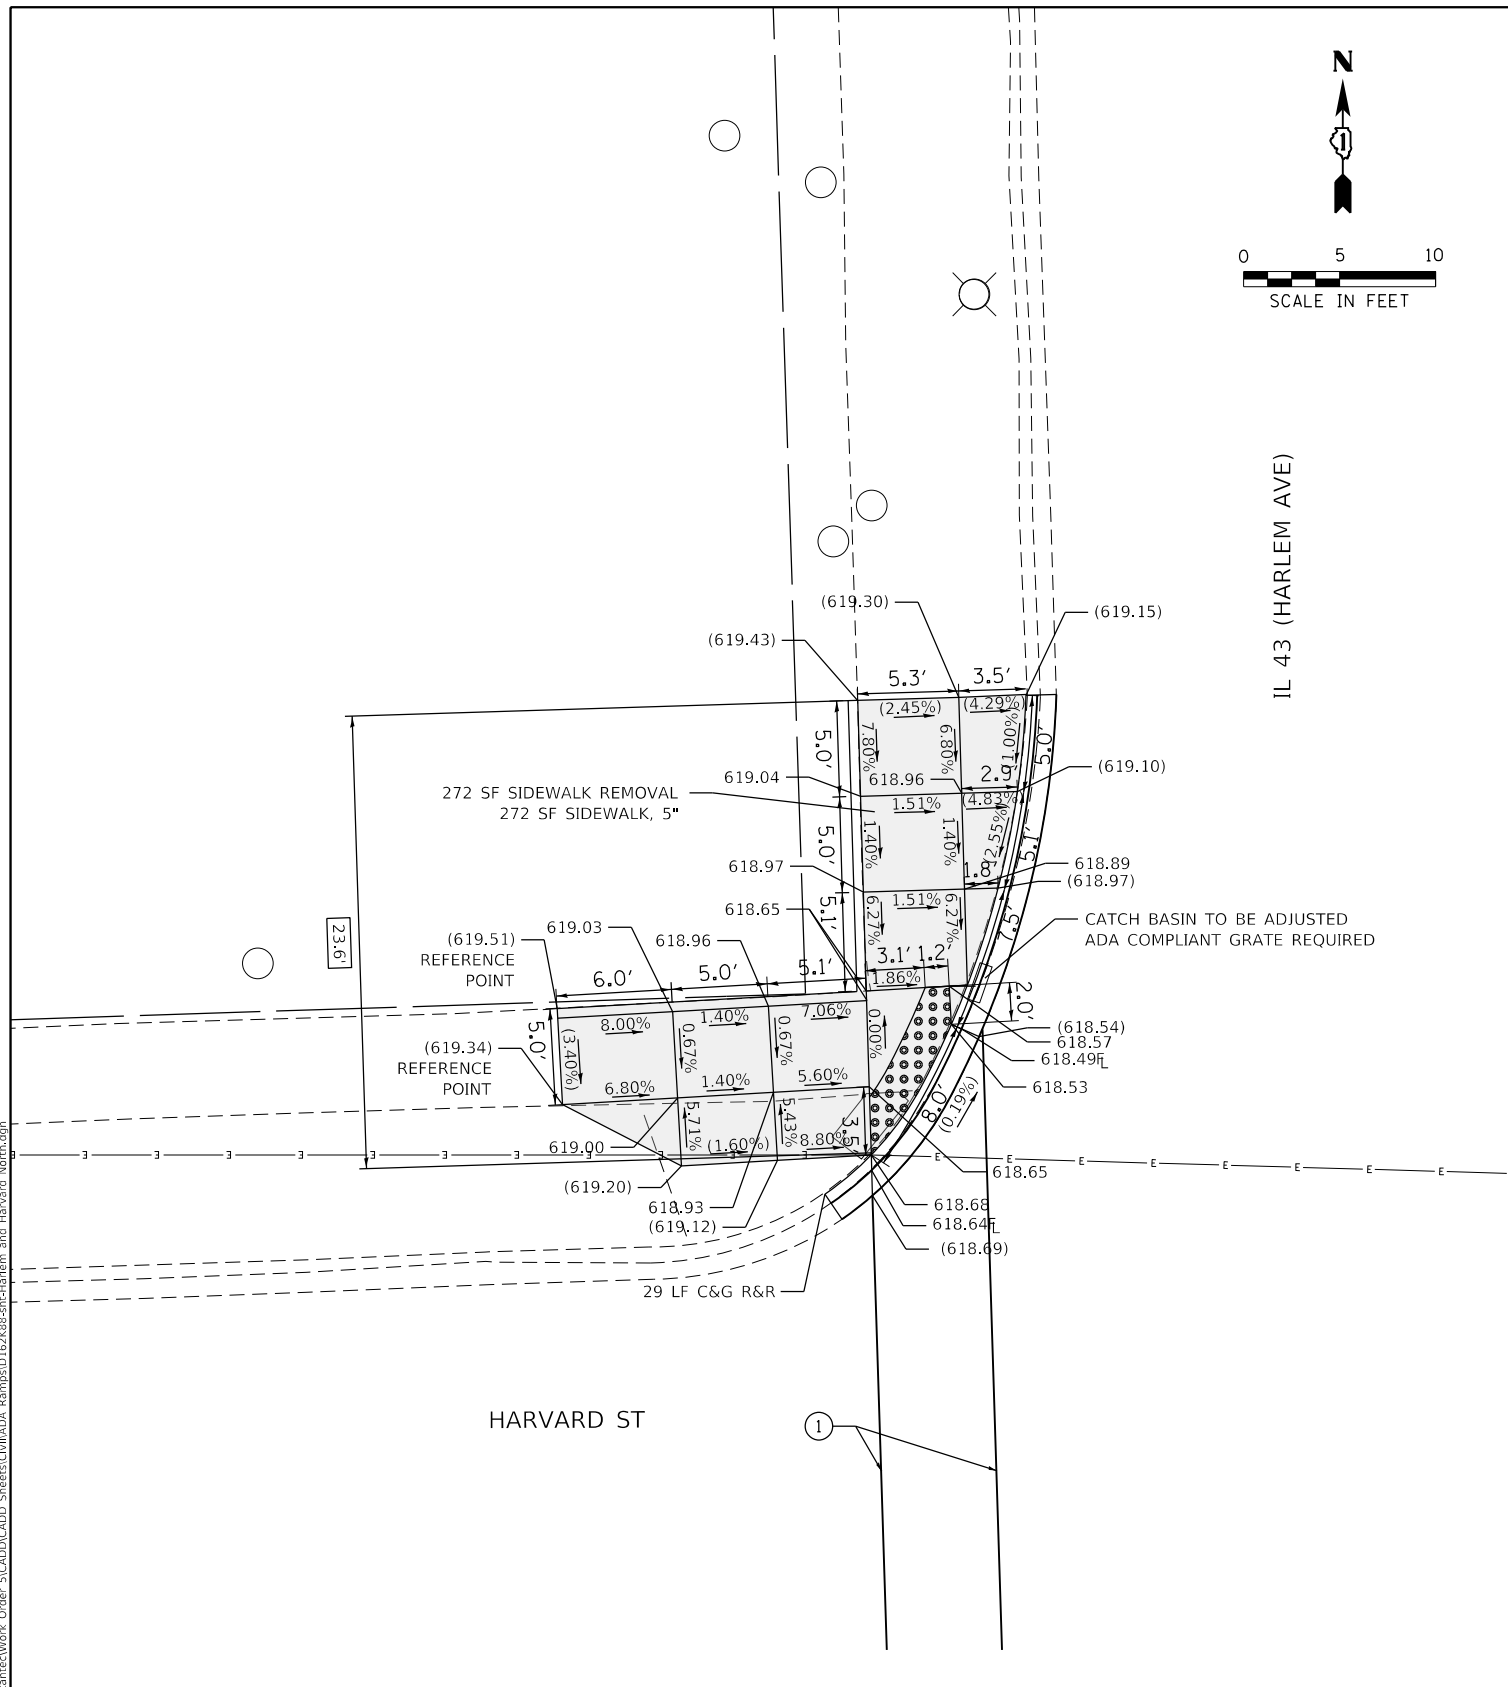 N
1
0 5 10
SCALE IN FEET
IL 43 (HARLEM AVE)
(619.30)
(619.15)
(619.43)
5.3' 3.5'
(2.45%) (4.29%)
7.80% 6.80% (1.00%)
5.0' 5.0'
619.04
618.96
2.9'
(619.10)
272 SF SIDEWALK REMOVAL
272 SF SIDEWALK, 5"
1.51% (4.83%
1.40% 1.40% (2.55%)
5.0' 5.1'
618.97
1.8'
618.89
(618.97)
618.65
1.51%
6.27% 6.27%
5.1' 7.5'
CATCH BASIN TO BE ADJUSTED
ADA COMPLIANT GRATE REQUIRED
23.6'
(619.51)
REFERENCE
POINT
619.03
618.96
6.0' 5.0' 5.1'
3.1' 1.2'
1.86%
2.0'
8.00% 1.40% 7.06%
5.0' (3.40%) 0.67% 0.67% 0.00%
(618.54)
618.57
618.49 FL
618.53
(619.34)
REFERENCE
POINT
6.80% 1.40% 5.60%
8.0'
(0.19%)
5.71% 5.43% 3.5'
(1.60%) 8.80%
619.00
E E E E E E E E E E E E E E E E
618.65
(619.20)
618.93
(619.12)
618.68
618.64 FL
(618.69)
29 LF C&G R&R
HARVARD ST
1